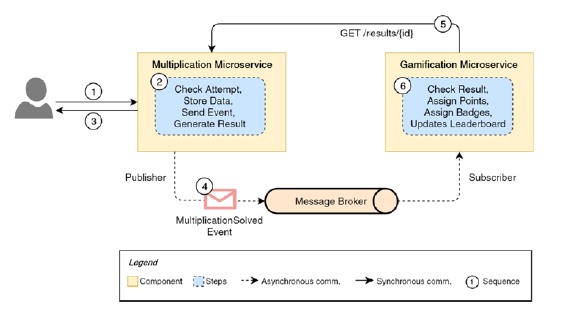 5
GET /results/{id}
Multiplication Microservice
Gamification Microservice
2
6
Check Attempt,
Store Data,
Send Event,
Generate Result
Check Result,
Assign Points,
Assign Badges,
Updates Leaderboard
1
3
Publisher
Subscriber
4
Message Broker
MultiplicationSolved
Event
Legend
Component
Steps
Asynchronous comm.
Synchronous comm.
1
Sequence